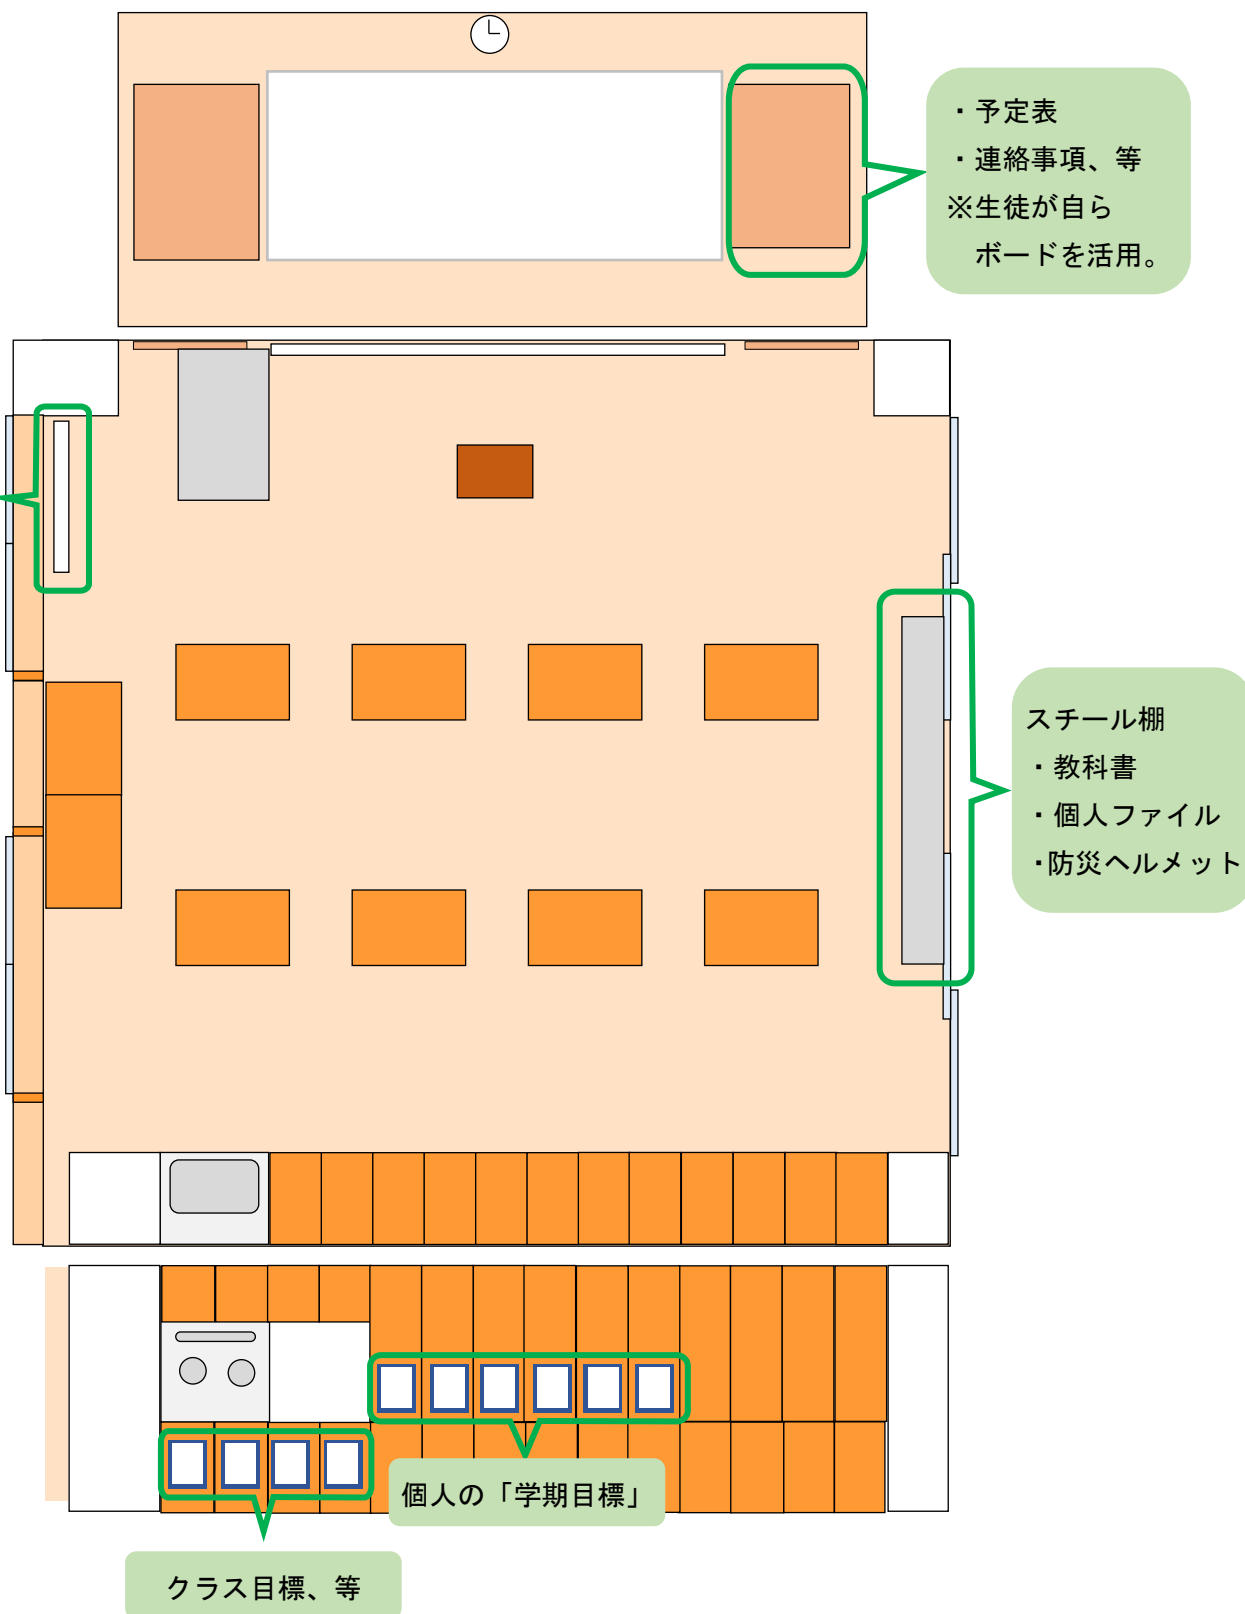 ・予定表
・連絡事項、等
※生徒が自ら
ボードを活用。
スチール棚
・教科書
・個人ファイル
・防災ヘルメット
個人の「学期目標」
クラス目標、等